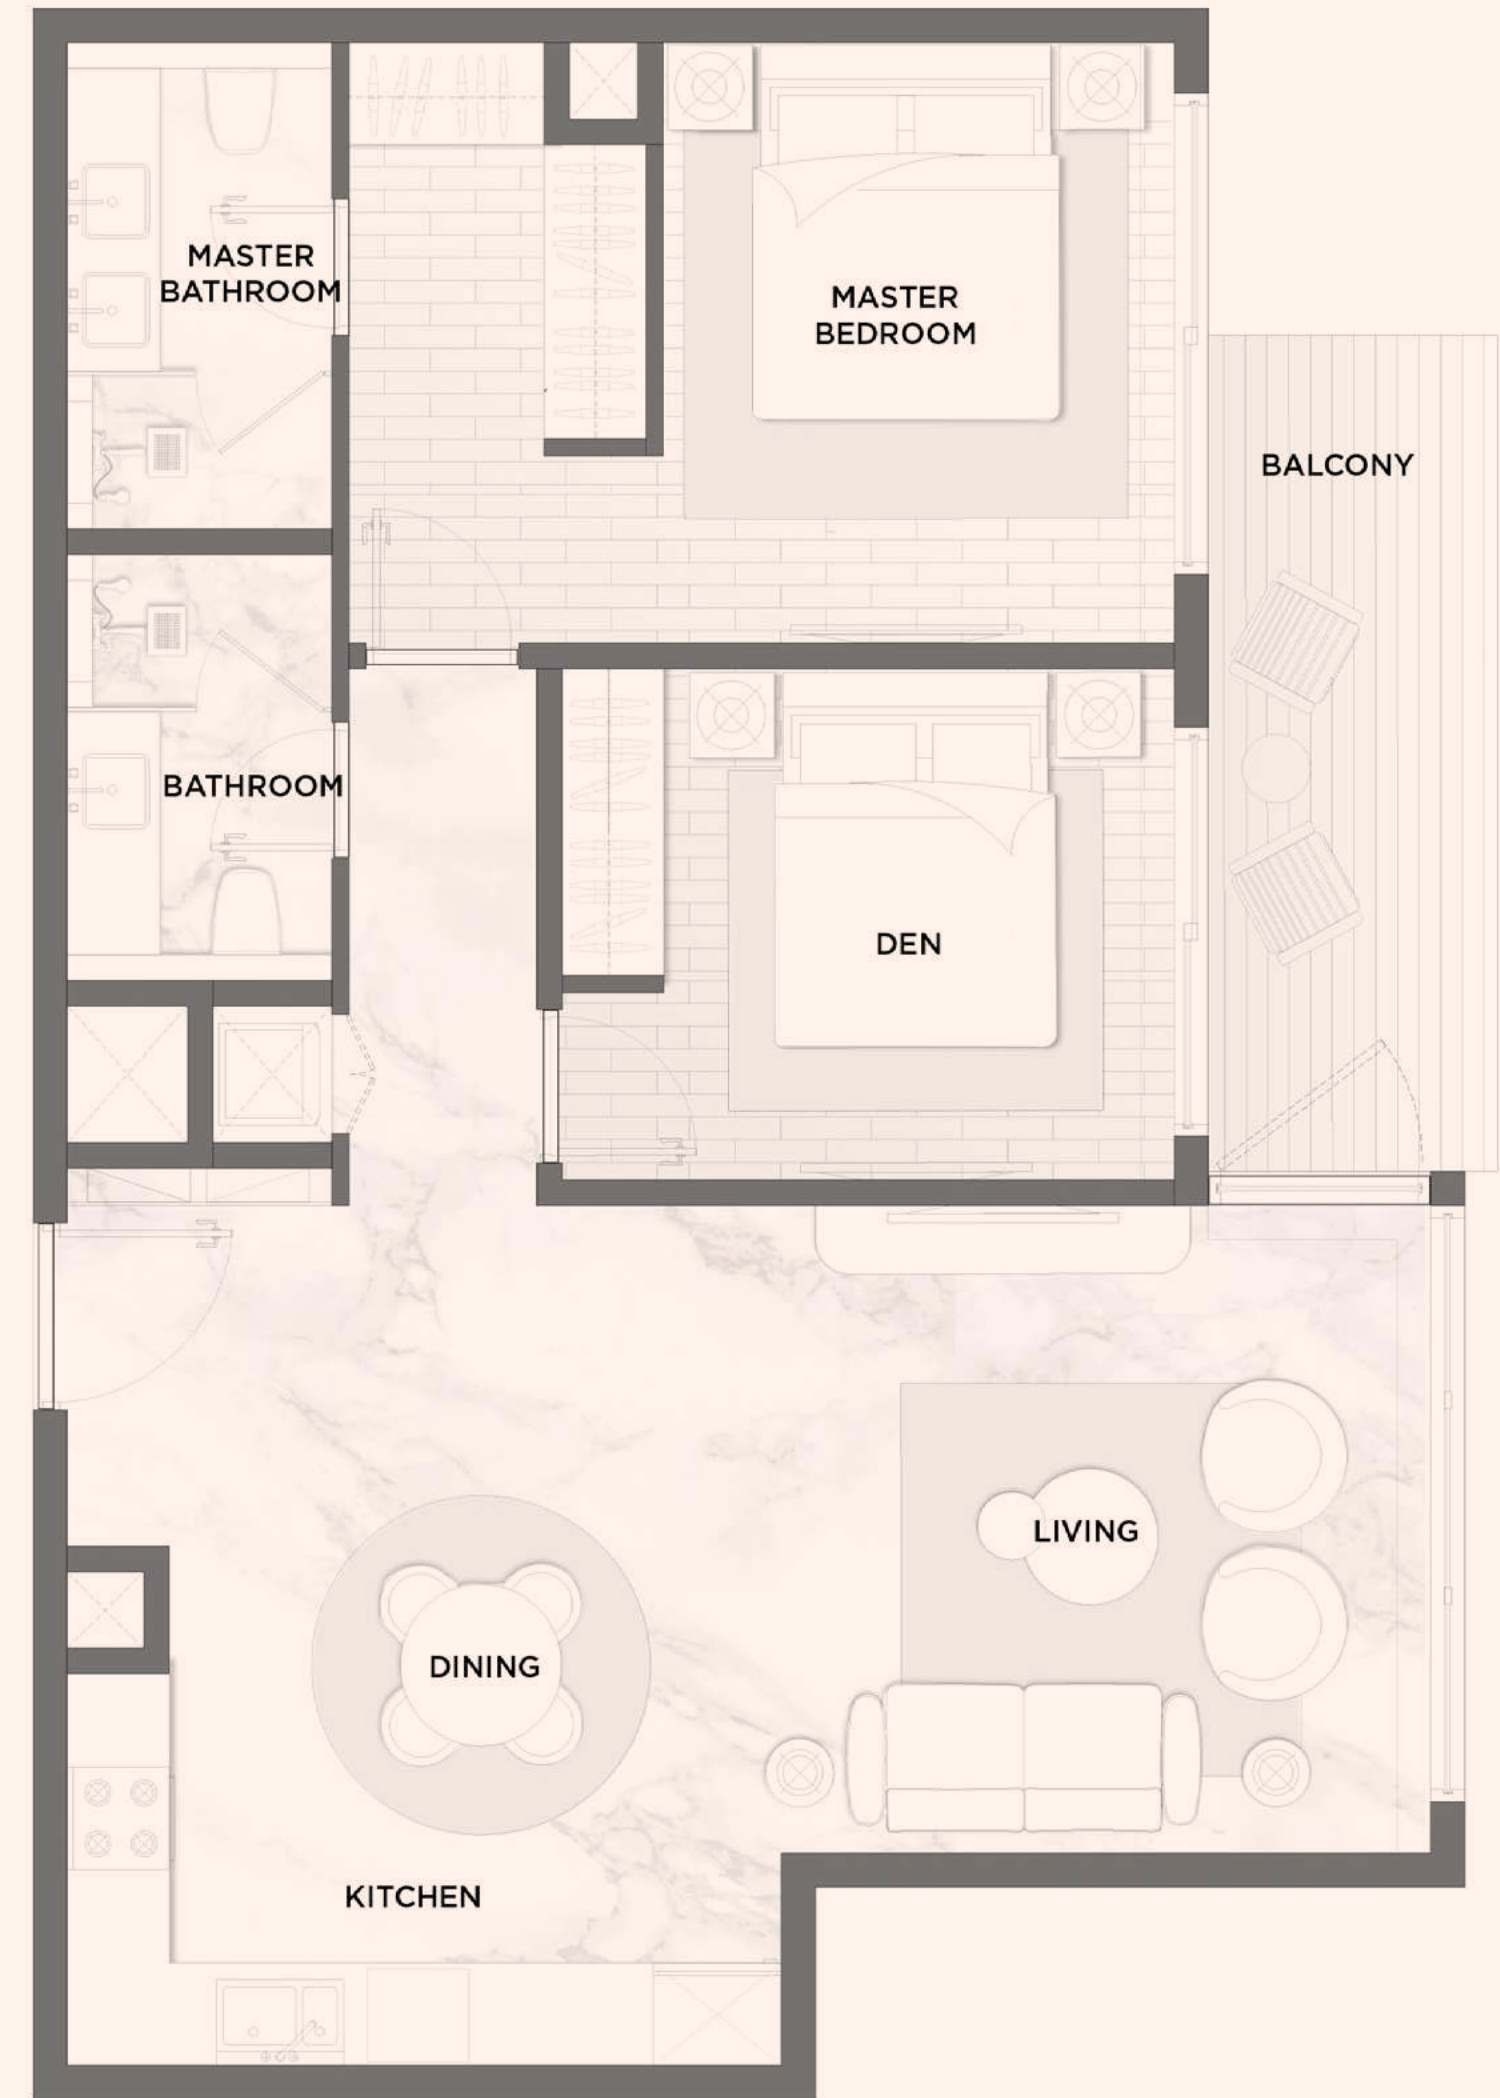 MASTER
BATHROOM
MASTER
BEDROOM
BALCONY
BATHROOM
DEN
LIVING
DINING
KITCHEN